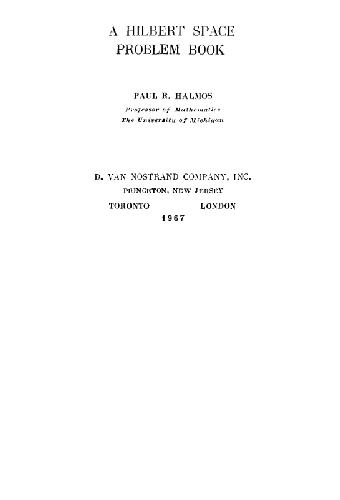 A HILBERT SPACE
PROBLEM BOOK
PAUL R. HALMOS
Professor of Mathematics
The University of Michigan
D. VAN NOSTRAND COMPANY, INC.
PRINCETON, NEW JERSEY
TORONTO LONDON
1967